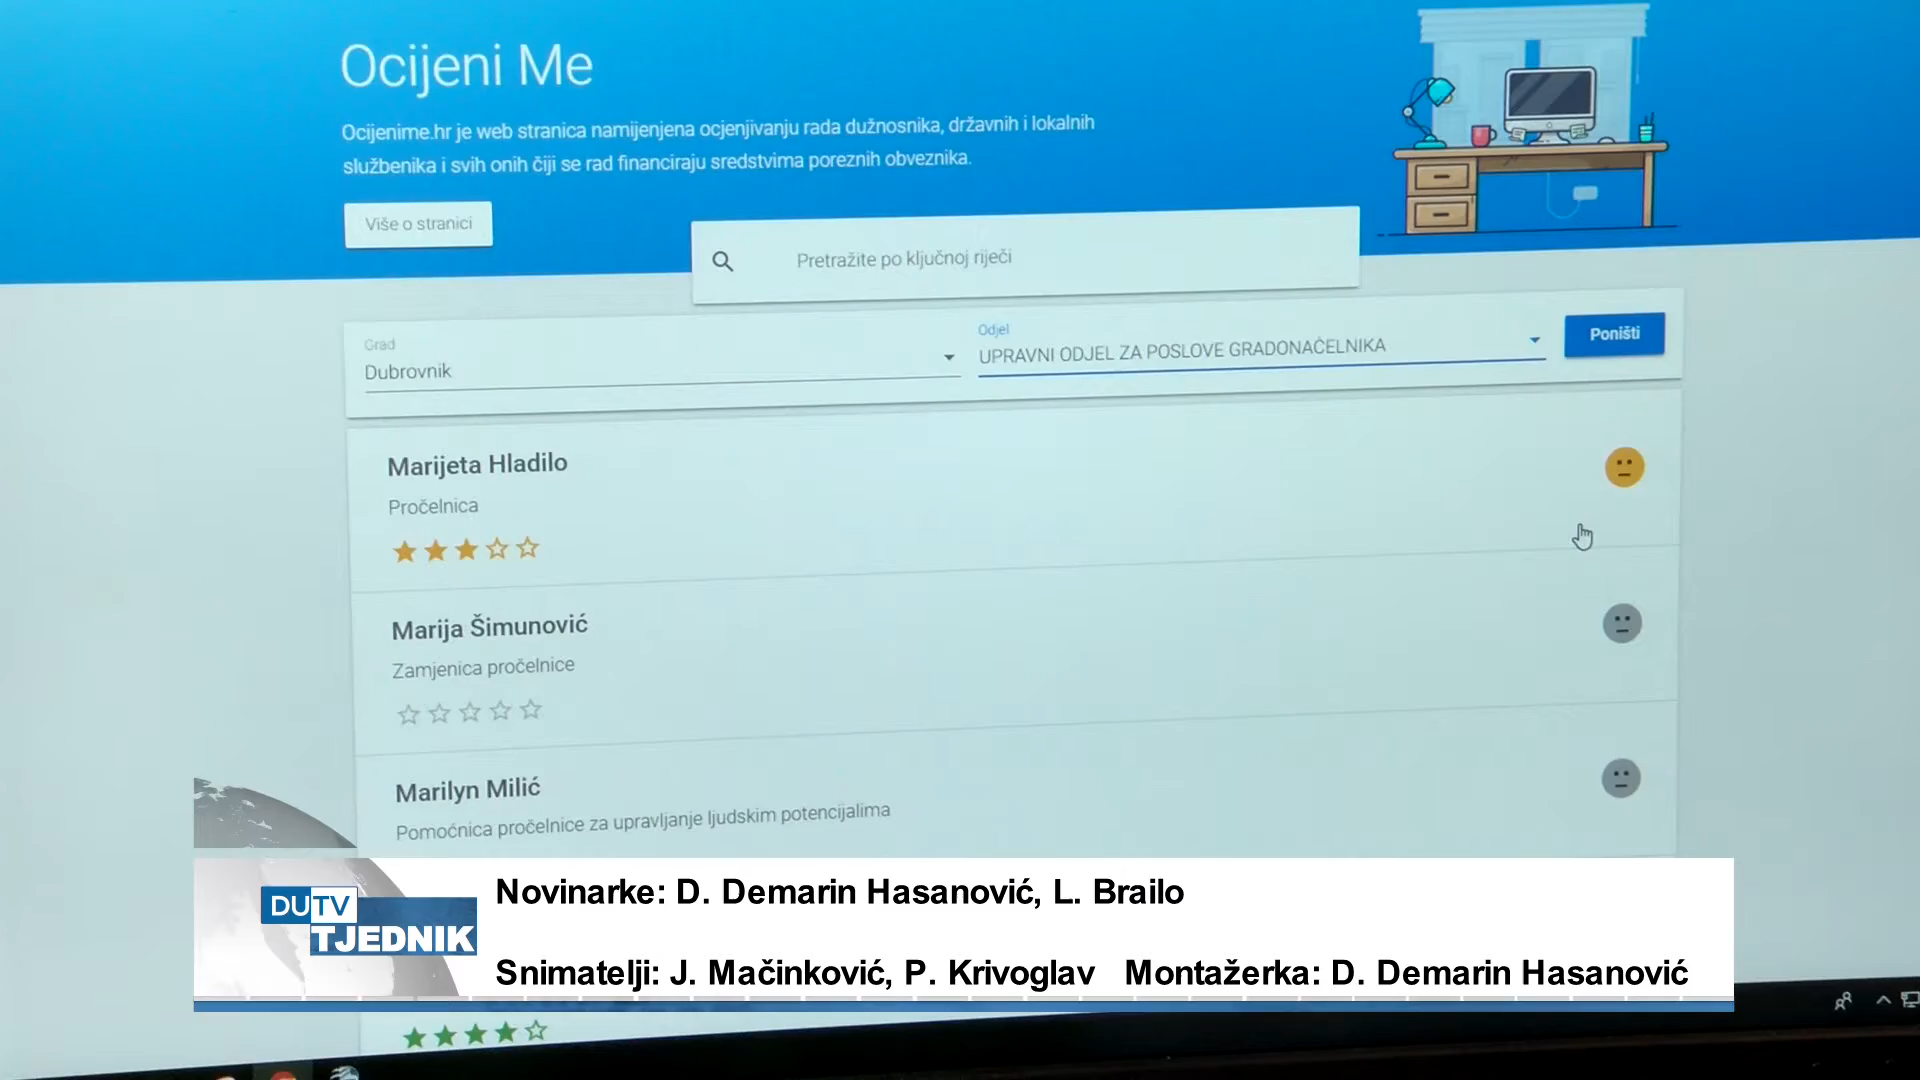 Ocijeni Me
Ocijenime.hr je web stranica namijenjena ocjenjivanju rada dužnosnika, državnih i lokalnih
službenika i svih onih čiji se rad financiraju sredstvima poreznih obveznika.
Više o stranici
Pretražite po ključnoj riječi
Grad
Dubrovnik
Odjel
UPRAVNI ODJEL ZA POSLOVE GRADONAČELNIKA
Poništi
Marijeta Hladilo
Pročelnica
Marija Šimunović
Zamjenica pročelnice
Marilyn Milić
Pomoćnica pročelnice za upravljanje ljudskim potencijalima
DUTV
TJEDNIK
Novinarke: D. Demarin Hasanović, L. Brailo
Snimatelji: J. Mačinković, P. Krivoglav Montažerka: D. Demarin Hasanović